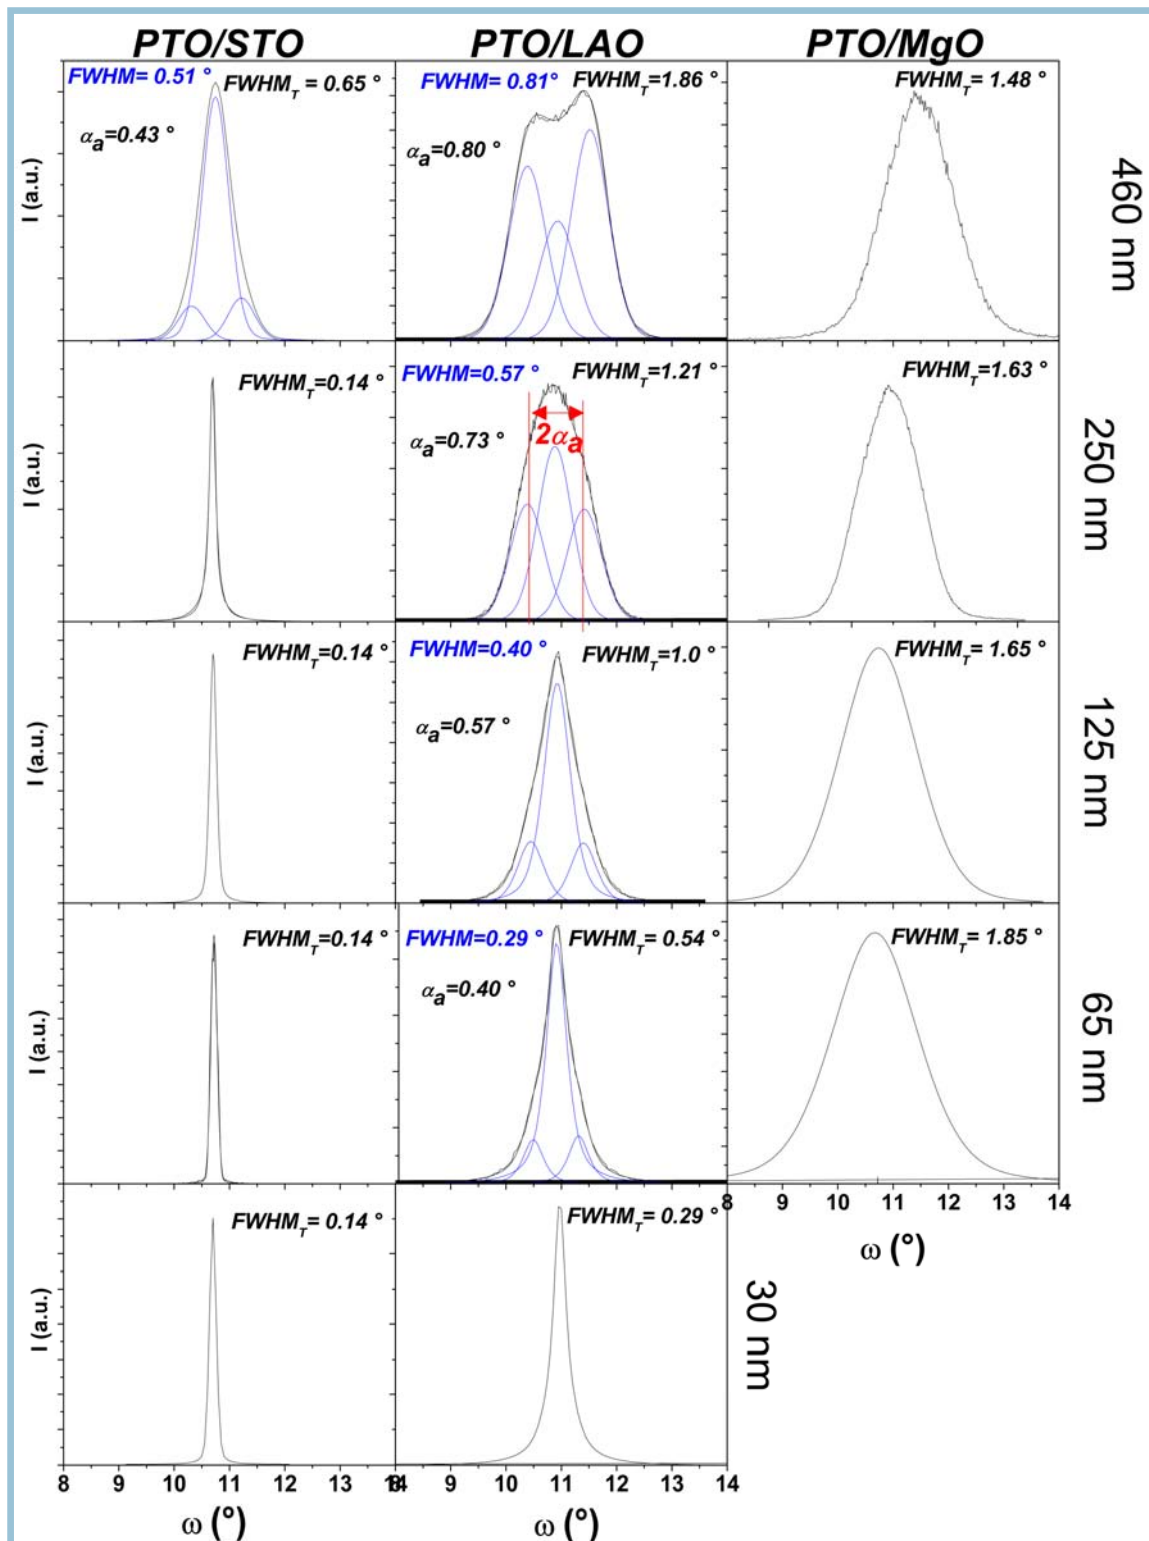 PTO/STO PTO/LAO PTO/MgO
FWHM= 0.51 ° FWHM_T = 0.65 °
α_a=0.43 °
FWHM= 0.81° FWHM_T=1.86 °
α_a=0.80 °
FWHM_T=1.48 °
460 nm
I (a.u.)
FWHM_T=0.14 °
FWHM=0.57 ° FWHM_T=1.21 °
α_a=0.73 °
2α_a
FWHM_T=1.63 °
250 nm
I (a.u.)
FWHM_T=0.14 °
FWHM=0.40 ° FWHM_T=1.0 °
α_a=0.57 °
FWHM_T= 1.65 °
125 nm
I (a.u.)
FWHM_T=0.14 °
FWHM=0.29 ° FWHM_T= 0.54 °
α_a=0.40 °
FWHM_T=1.85 °
65 nm
I (a.u.)
8 9 10 11 12 13 14
ω (°)
FWHM_T= 0.14 °
FWHM_T= 0.29 °
30 nm
I (a.u.)
8 9 10 11 12 13 9 10 11 12 13 14
ω (°) ω (°)